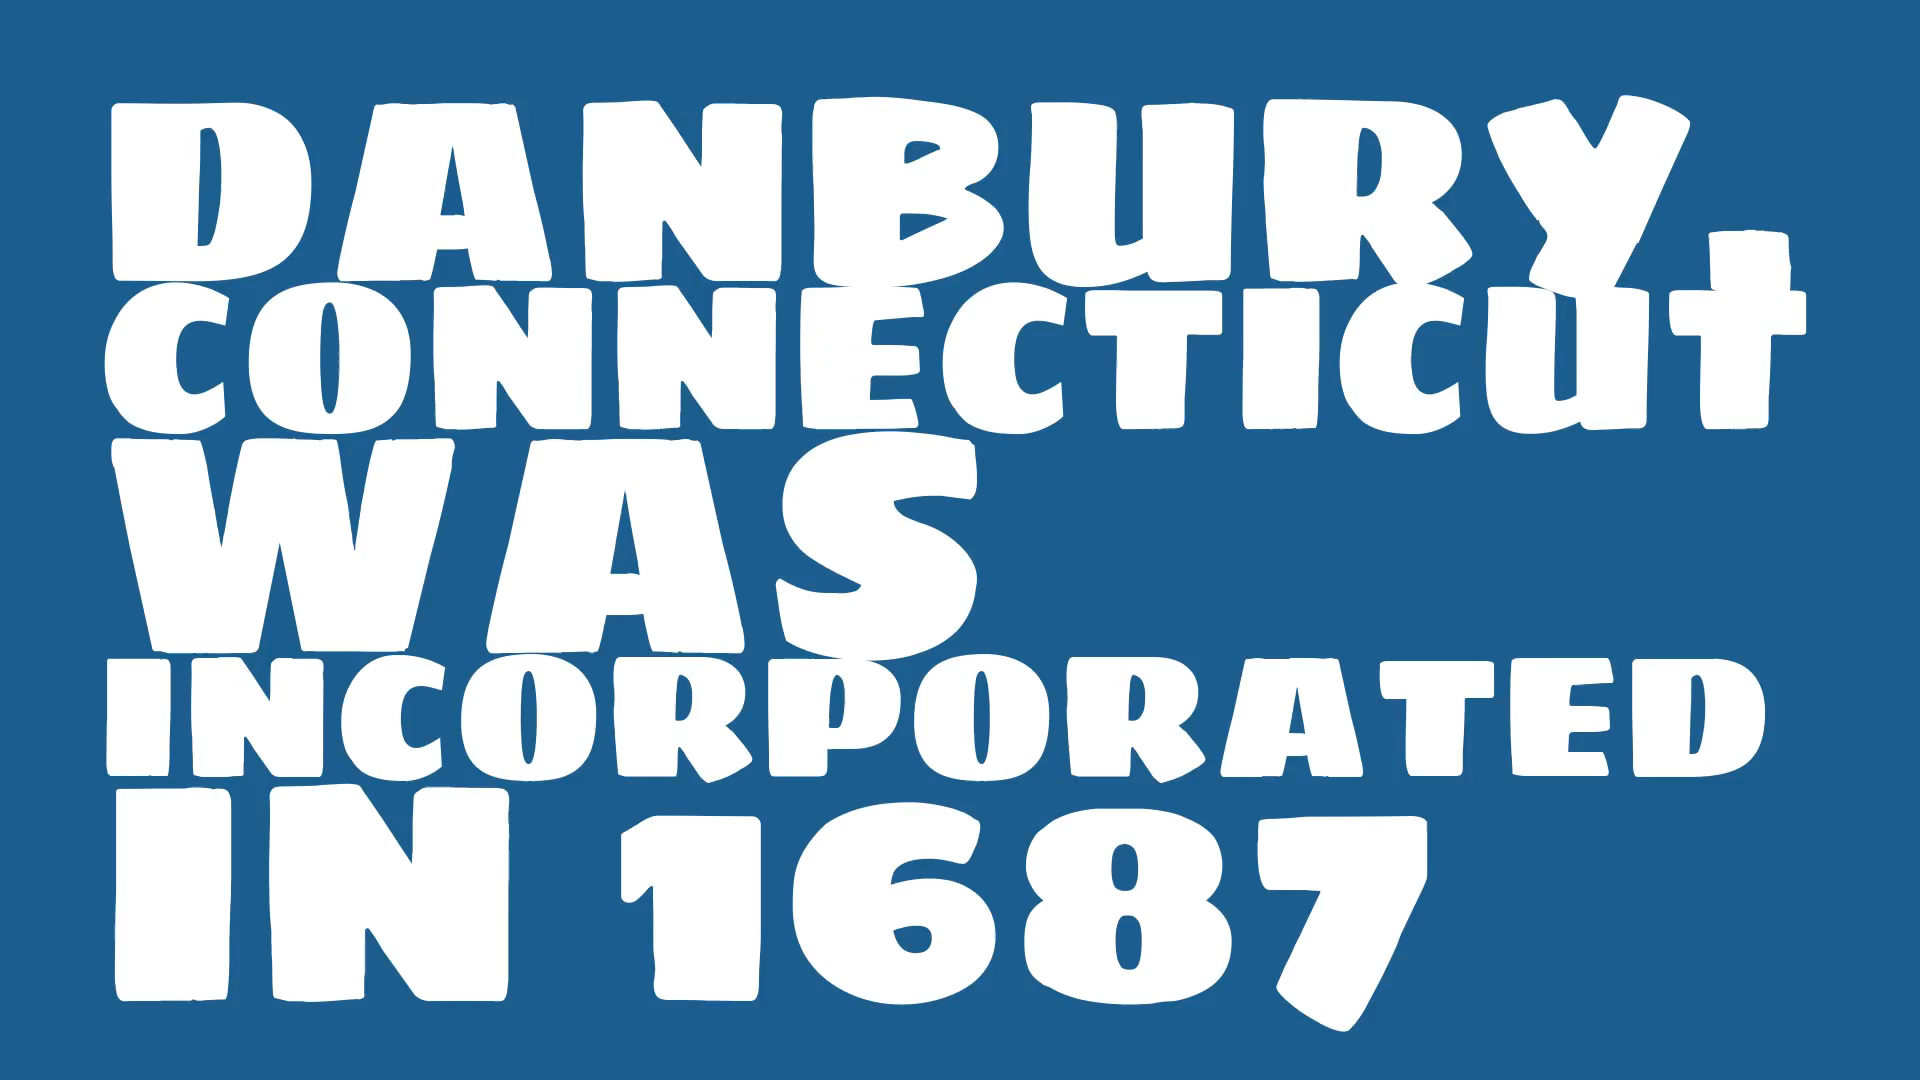 DANBURY,
CONNECTICUT
WAS
INCORPORATED
IN 1687